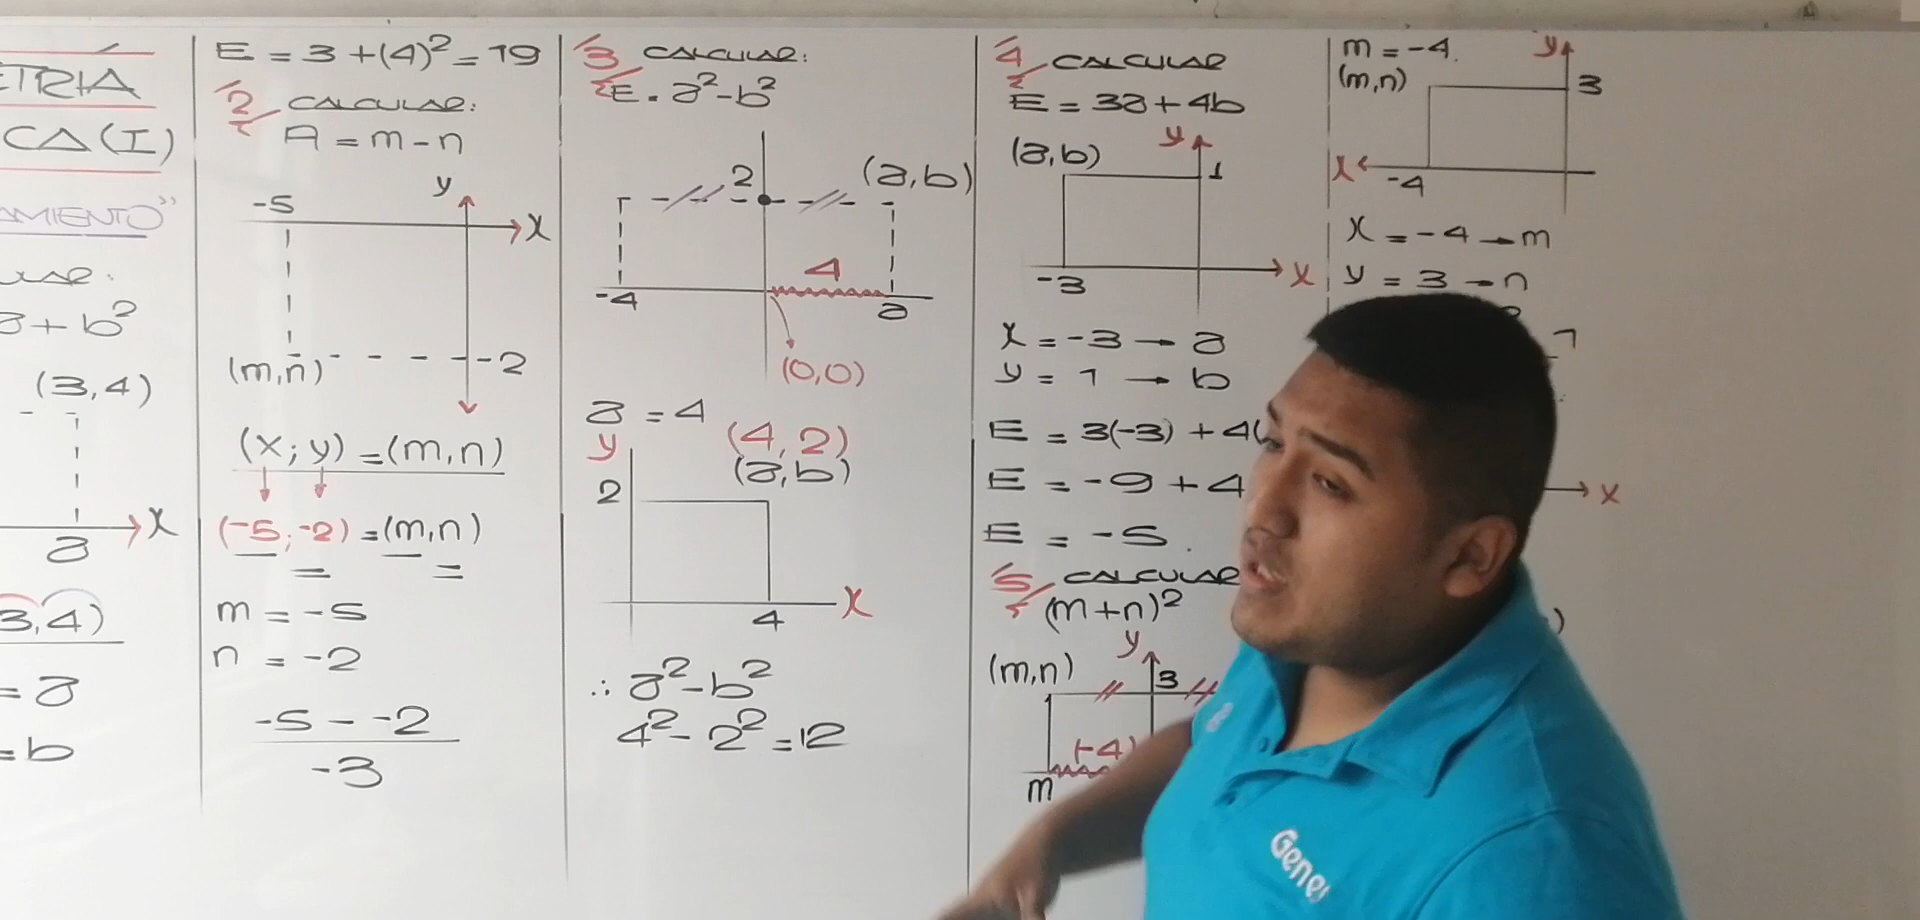 CA(I)
(3,4)
X
a
3,4)
= a
= b
E = 3 + (4)² = 19
2 CALCULAR:
A = m - n
y
-5
X
(m,n)
-2
(x; y) = (m,n)
(-5; -2) = (m,n)
m = -5
n = -2
-5 - -2
-3
3 CALCULAR:
E = a² - b²
2
(a,b)
4
-4
a
(0,0)
a = 4
y
(4,2)
(a,b)
2
4
X
∴ a² - b²
4² - 2² = 12
4 CALCULAR
E = 3a + 4b
y
(a,b)
1
-3
X
x = -3 → a
y = 1 → b
E = 3(-3) + 4(
E = -9 + 4
E = -5.
5 CALCULAR
(m+n)²
y
(m,n)
3
(-4)
m
m = -4.
(m,n)
y
3
X
-4
x = -4 → m
y = 3 → n
x
Genes